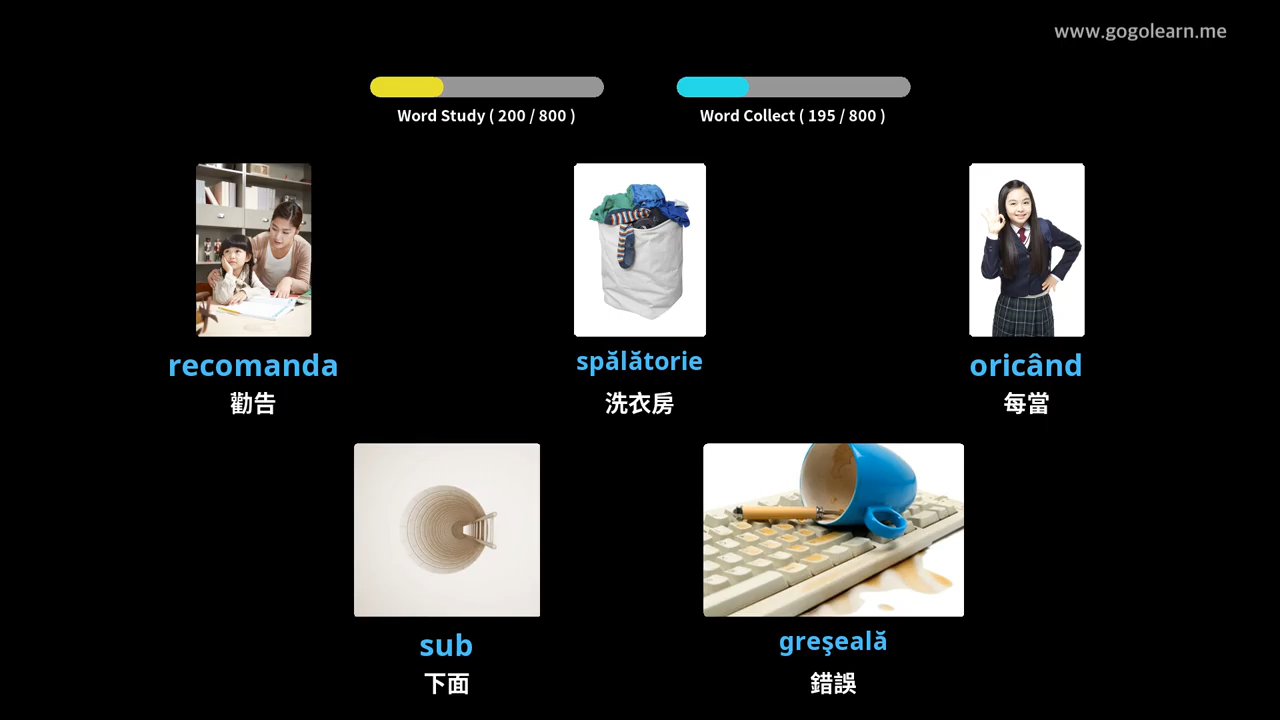 www.gogolearn.me
Word Study ( 200 / 800 )
Word Collect ( 195 / 800 )
recomanda
勸告
spălătorie
洗衣房
oricând
每當
sub
下面
greşeală
錯誤